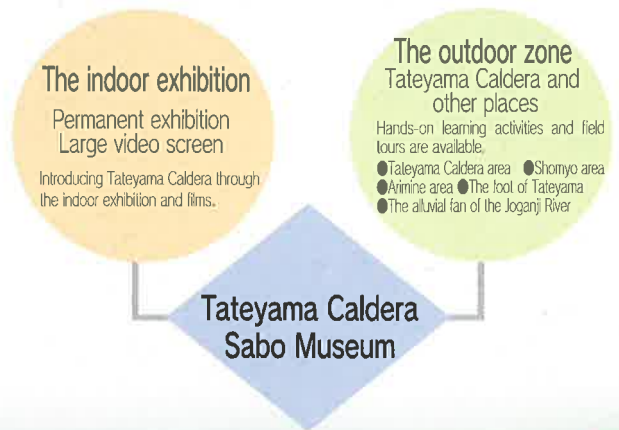 The indoor exhibition
Permanent exhibition
Large video screen
Introducing Tateyama Caldera through
the indoor exhibition and films.
The outdoor zone
Tateyama Caldera and
other places
Hands-on learning activities and field
tours are available.
●Tateyama Caldera area ●Shomyo area
●Arimine area ●The foot of Tateyama
●The alluvial fan of the Joganji River
Tateyama Caldera
Sabo Museum